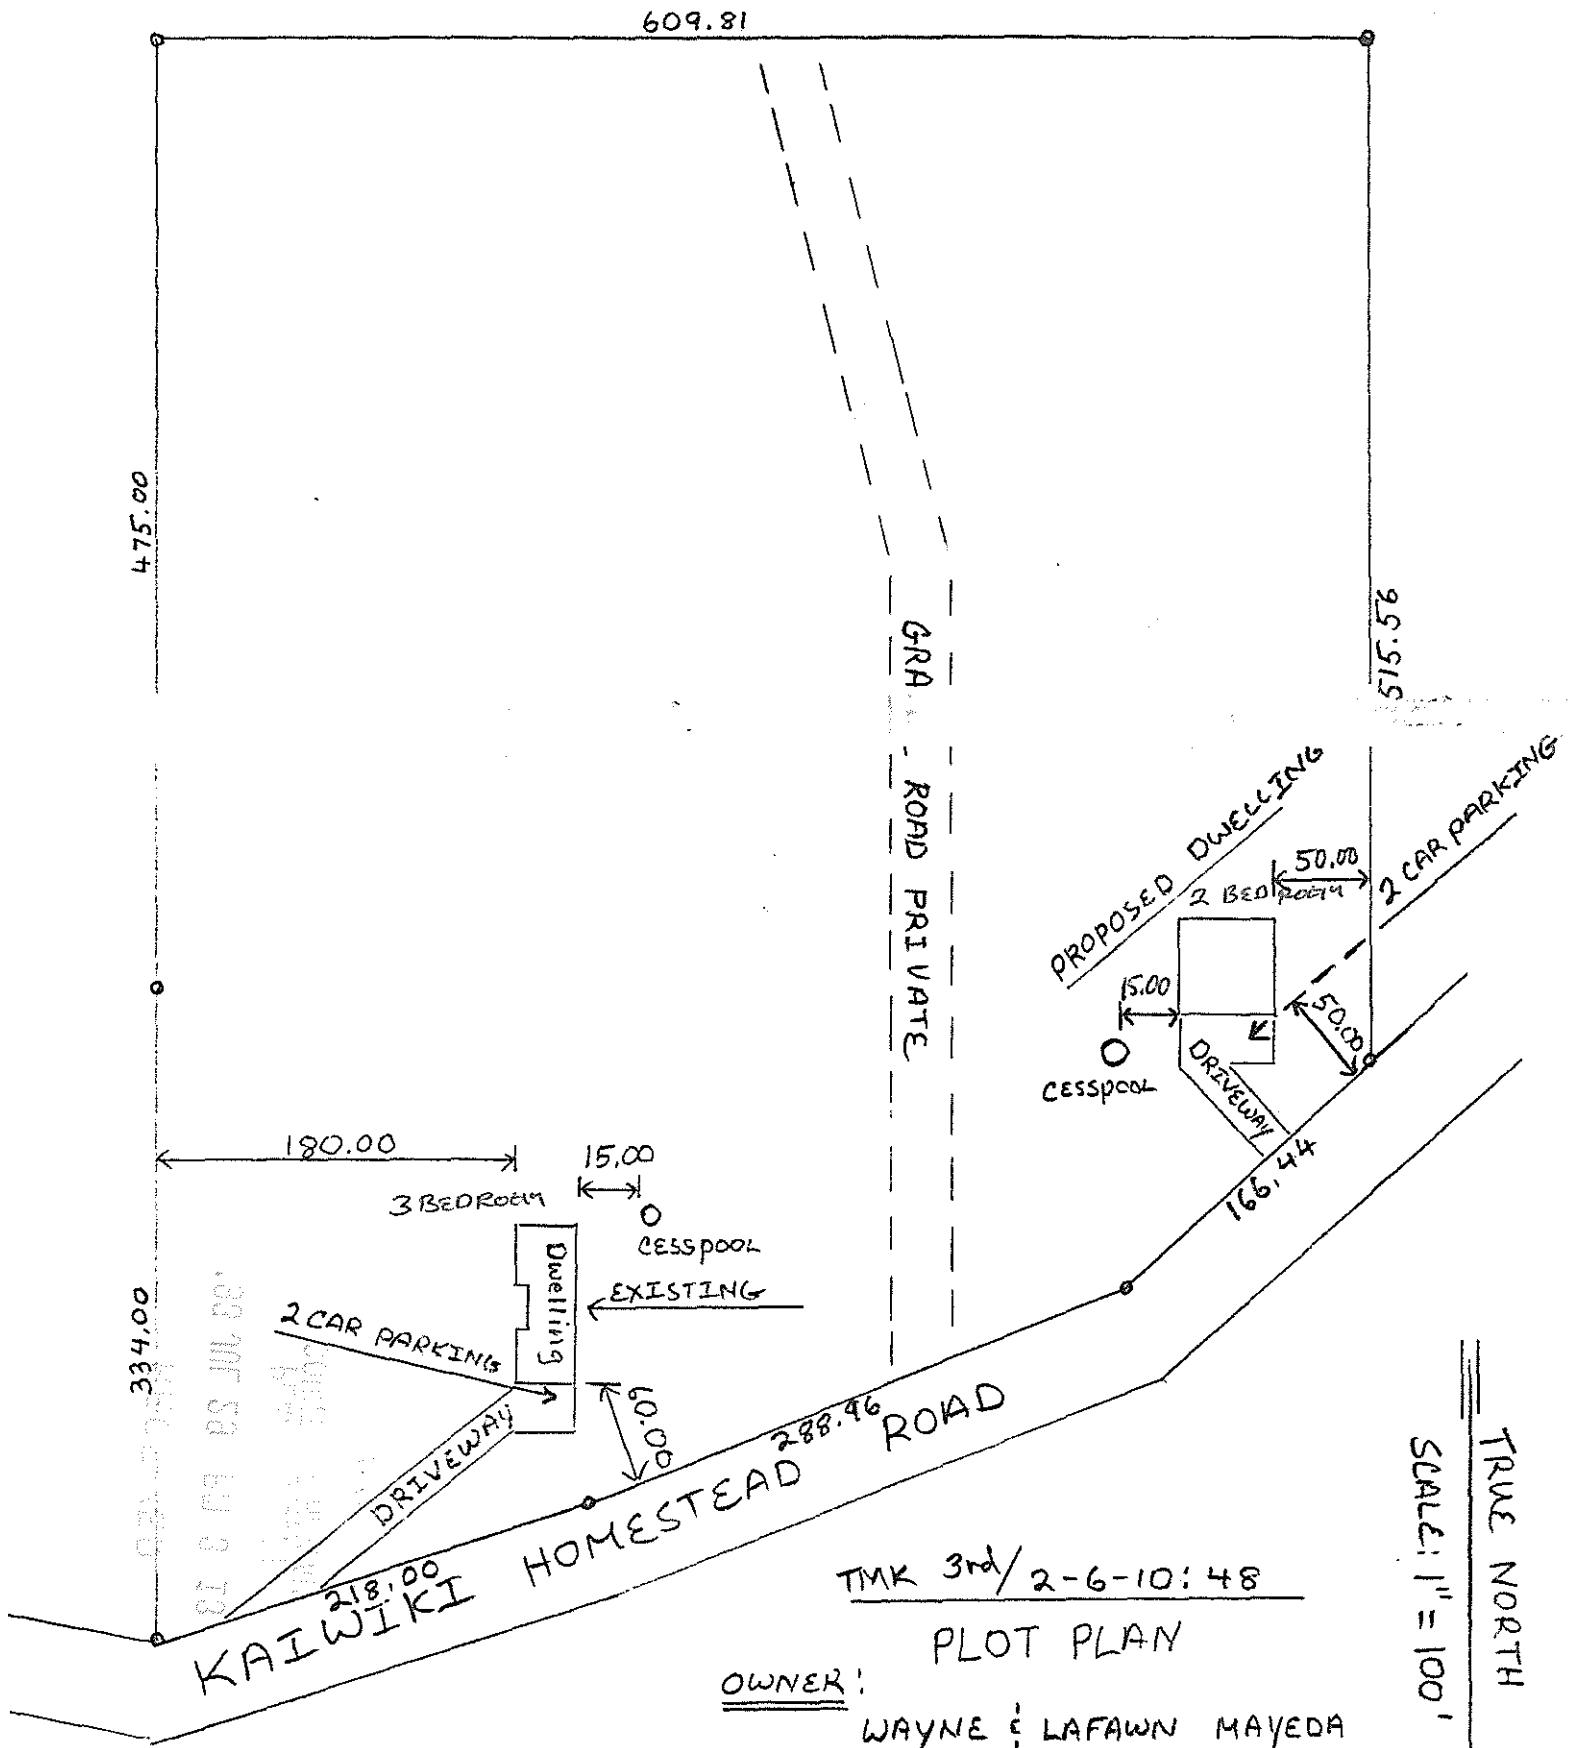 609.81
475.00
515.56
GRA
ROAD PRIVATE
PROPOSED DWELLING
50.00
2 CAR PARKING
2 BEDROOM
15.00
50.00
CESSPOOL
DRIVEWAY
166.44
180.00
15.00
3 BEDROOM
CESSPOOL
Dwelling
EXISTING
334.00
2 CAR PARKING
60.00
DRIVEWAY
288.96
218.00
KAIWIKI HOMESTEAD ROAD
TRUE NORTH
SCALE: 1" = 100'
TMK 3rd/ 2-6-10:48
PLOT PLAN
OWNER:
WAYNE & LAFAWN MAYEDA